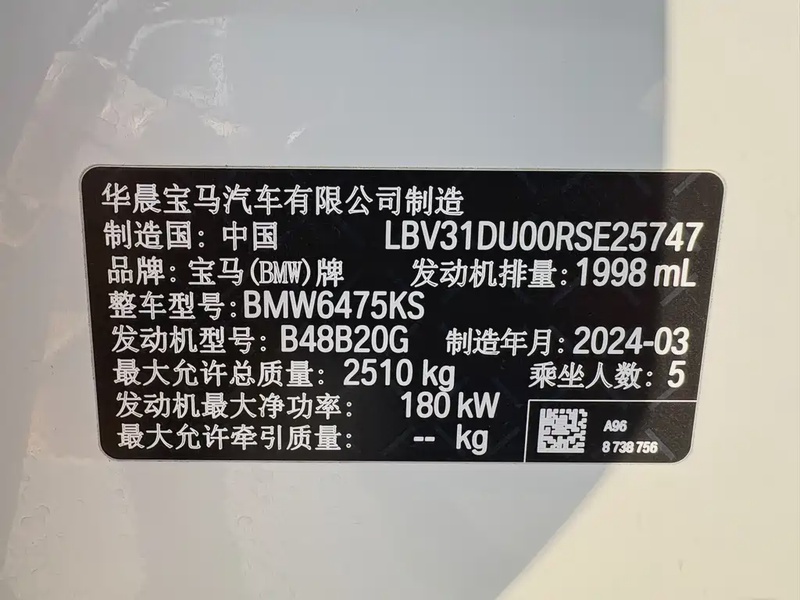 华晨宝马汽车有限公司制造
制造国：中国 LBV31DU00RSE25747
品牌：宝马(BMW)牌 发动机排量：1998 mL
整车型号：BMW6475KS
发动机型号：B48B20G 制造年月：2024-03
最大允许总质量：2510 kg 乘坐人数：5
发动机最大净功率：180 kW
最大允许牵引质量：-- kg
A96
8 738 756